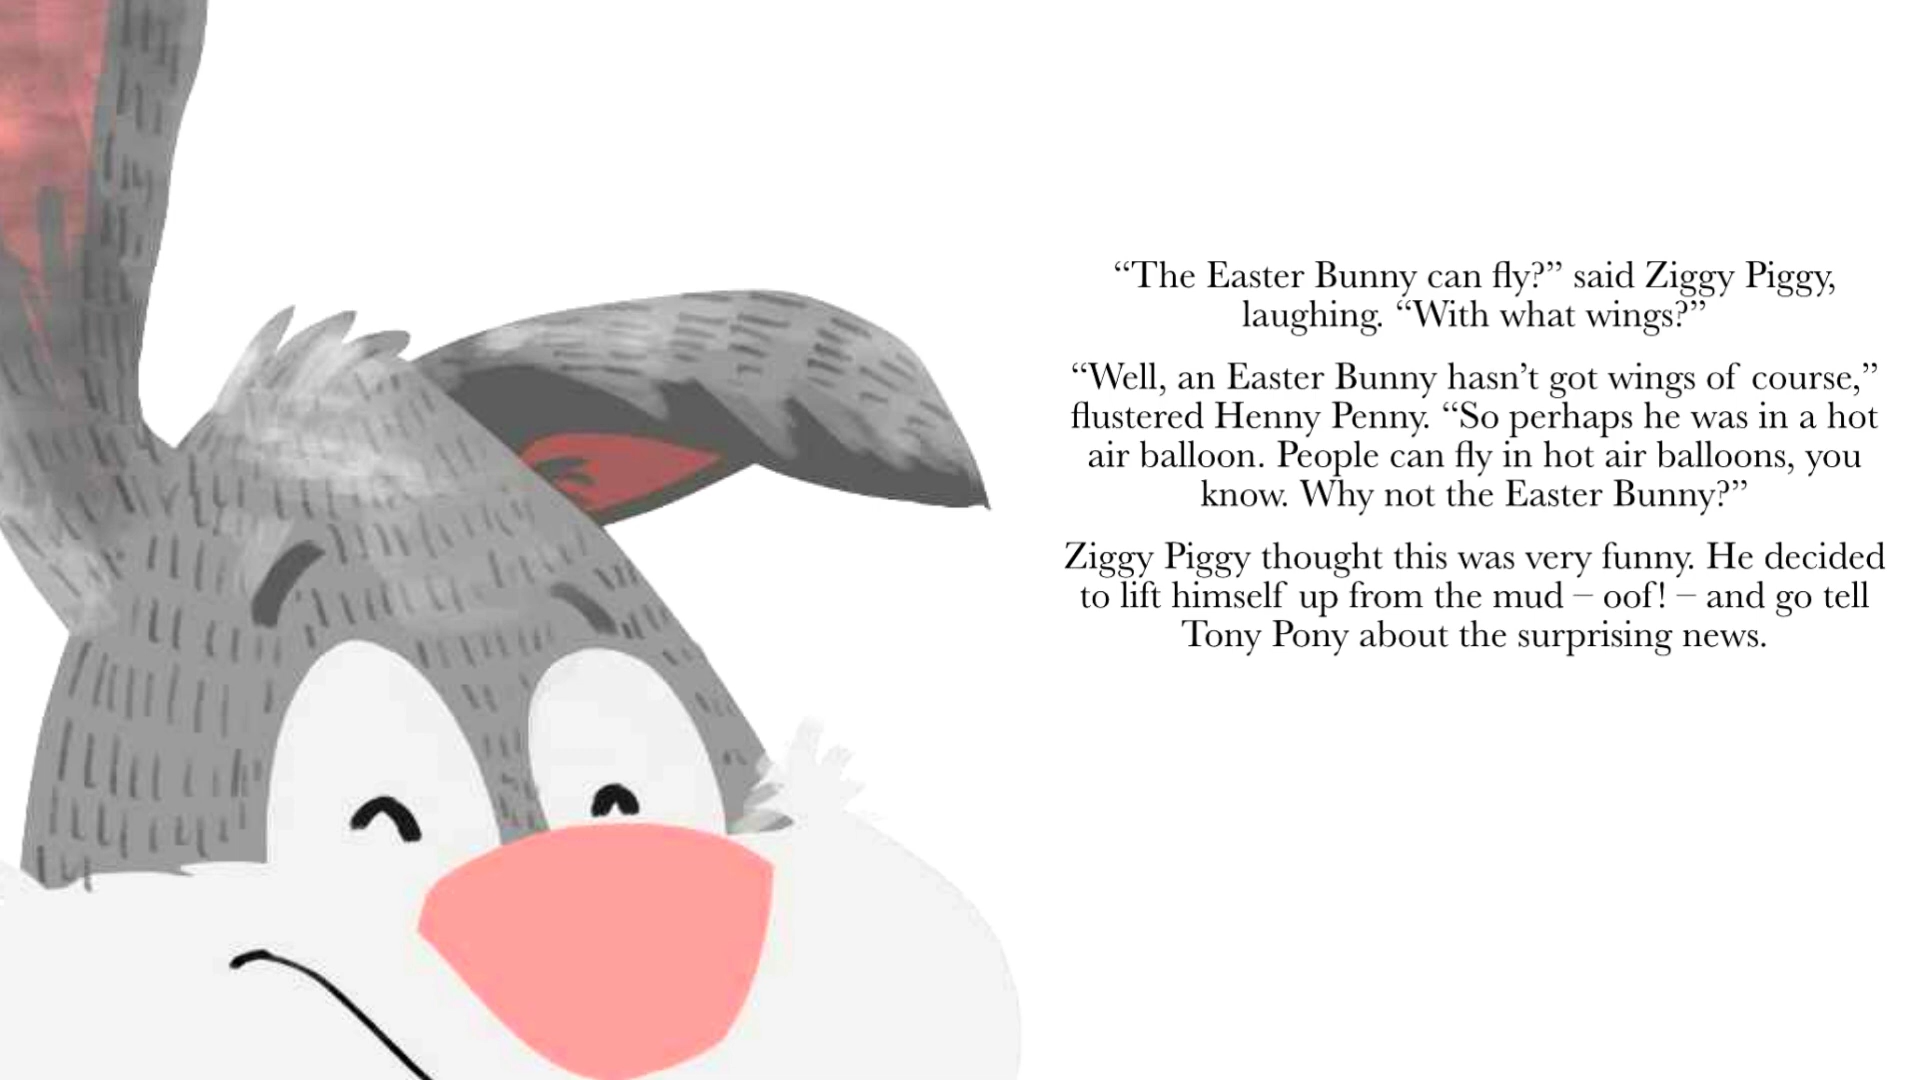 “The Easter Bunny can fly?” said Ziggy Piggy,
laughing. “With what wings?”
“Well, an Easter Bunny hasn’t got wings of course,”
flustered Henny Penny. “So perhaps he was in a hot
air balloon. People can fly in hot air balloons, you
know. Why not the Easter Bunny?”
Ziggy Piggy thought this was very funny. He decided
to lift himself up from the mud – oof! – and go tell
Tony Pony about the surprising news.